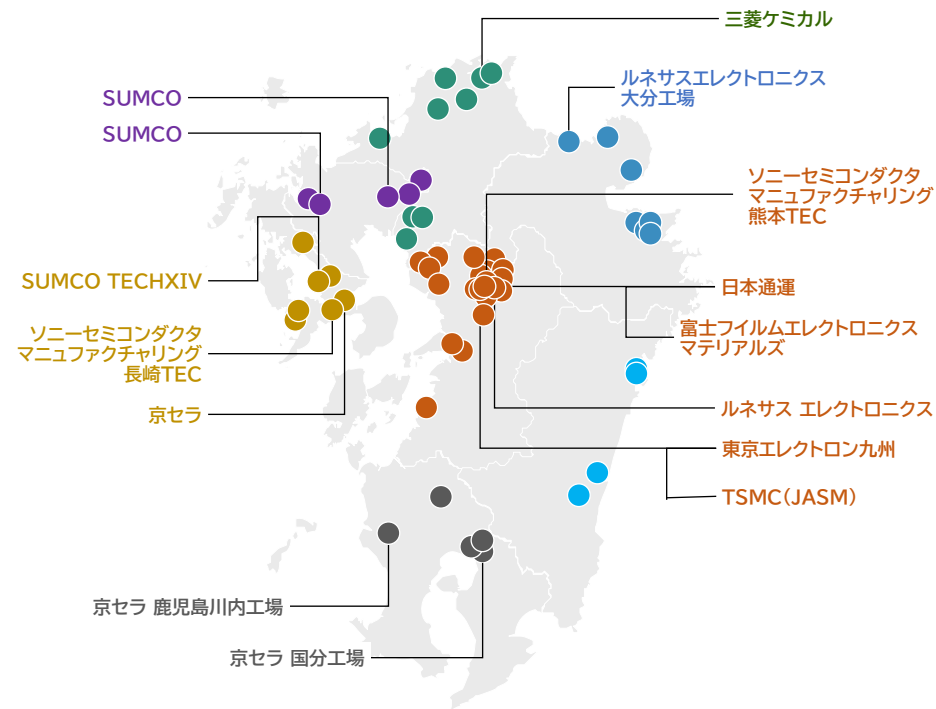 三菱ケミカル
ルネサスエレクトロニクス
大分工場
SUMCO
SUMCO
ソニーセミコンダクタ
マニュファクチャリング
熊本TEC
SUMCO TECHXIV
日本通運
富士フイルムエレクトロニクス
マテリアルズ
ソニーセミコンダクタ
マニュファクチャリング
長崎TEC
京セラ
ルネサス エレクトロニクス
東京エレクトロン九州
TSMC(JASM)
京セラ 鹿児島川内工場
京セラ 国分工場